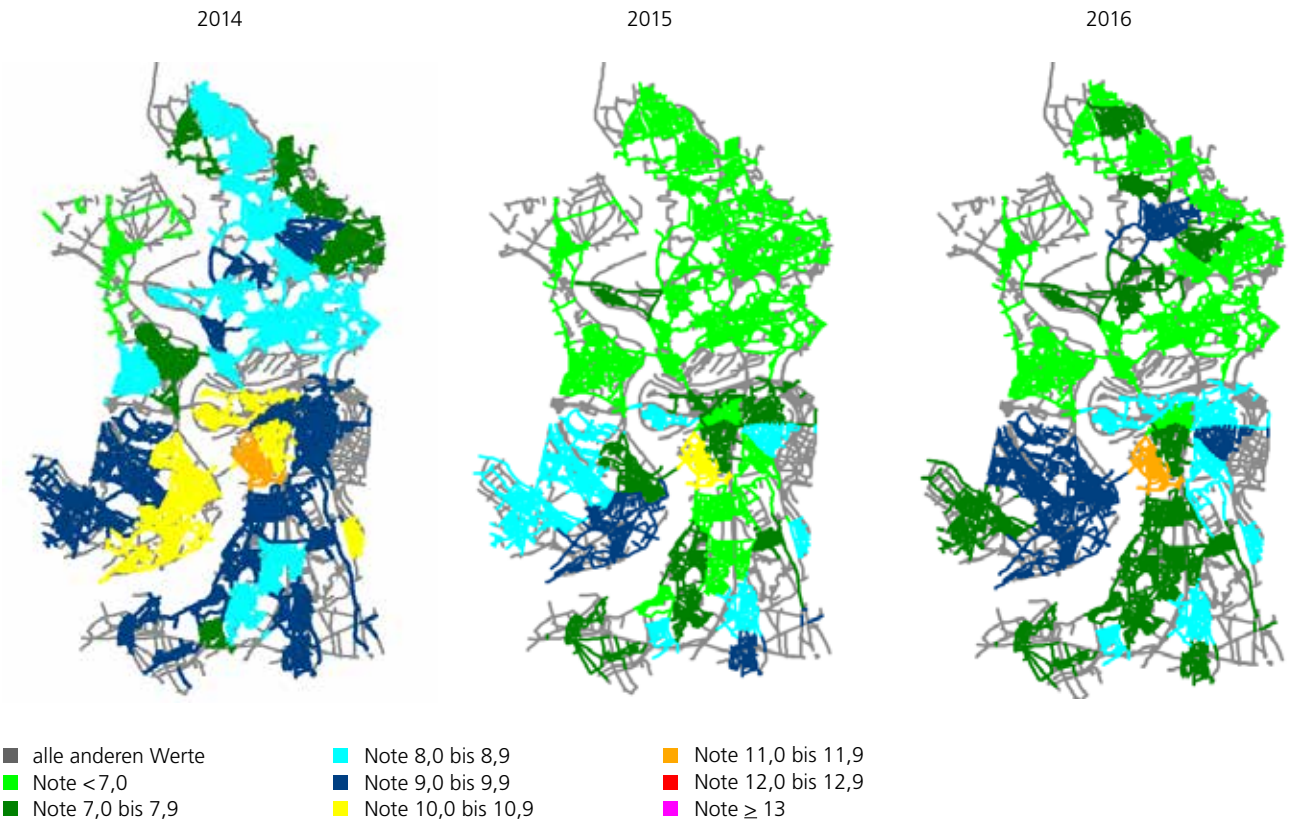 2014 2015 2016
alle anderen Werte Note 8,0 bis 8,9 Note 11,0 bis 11,9
Note <7,0 Note 9,0 bis 9,9 Note 12,0 bis 12,9
Note 7,0 bis 7,9 Note 10,0 bis 10,9 Note ≥ 13